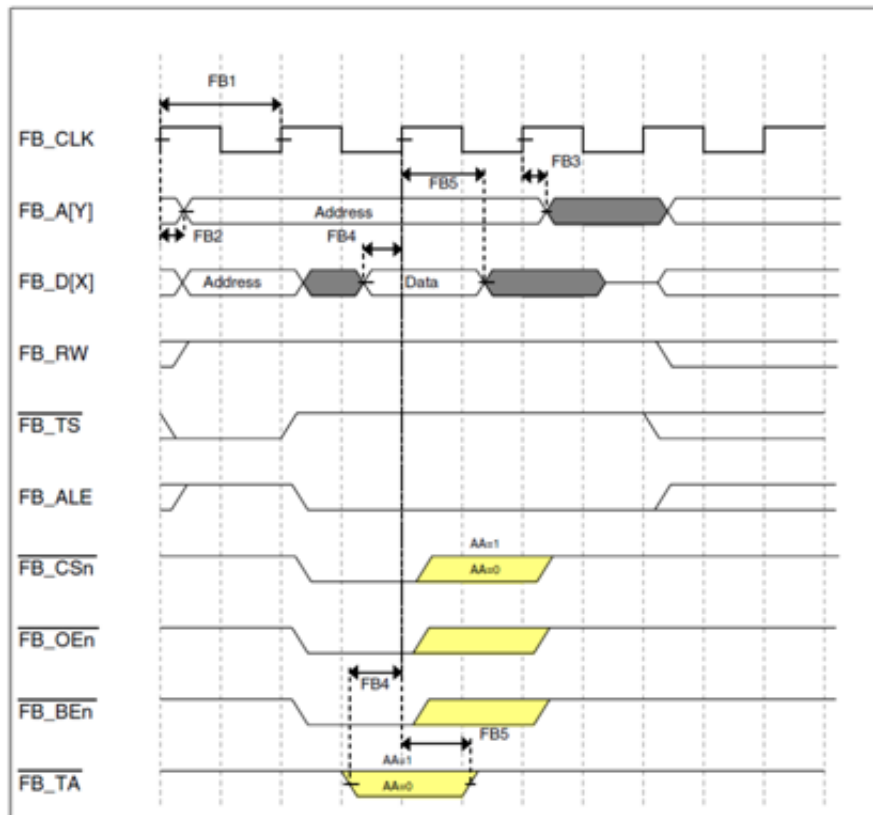 FB1
FB_CLK
FB3
FB5
FB_A[Y]
Address
FB2
FB4
FB_D[X]
Address
Data
FB_RW
FB_TS
FB_ALE
AA=1
FB_CSn
AA=0
FB_OEn
FB4
FB_BEn
FB5
AA=1
FB_TA
AA=0